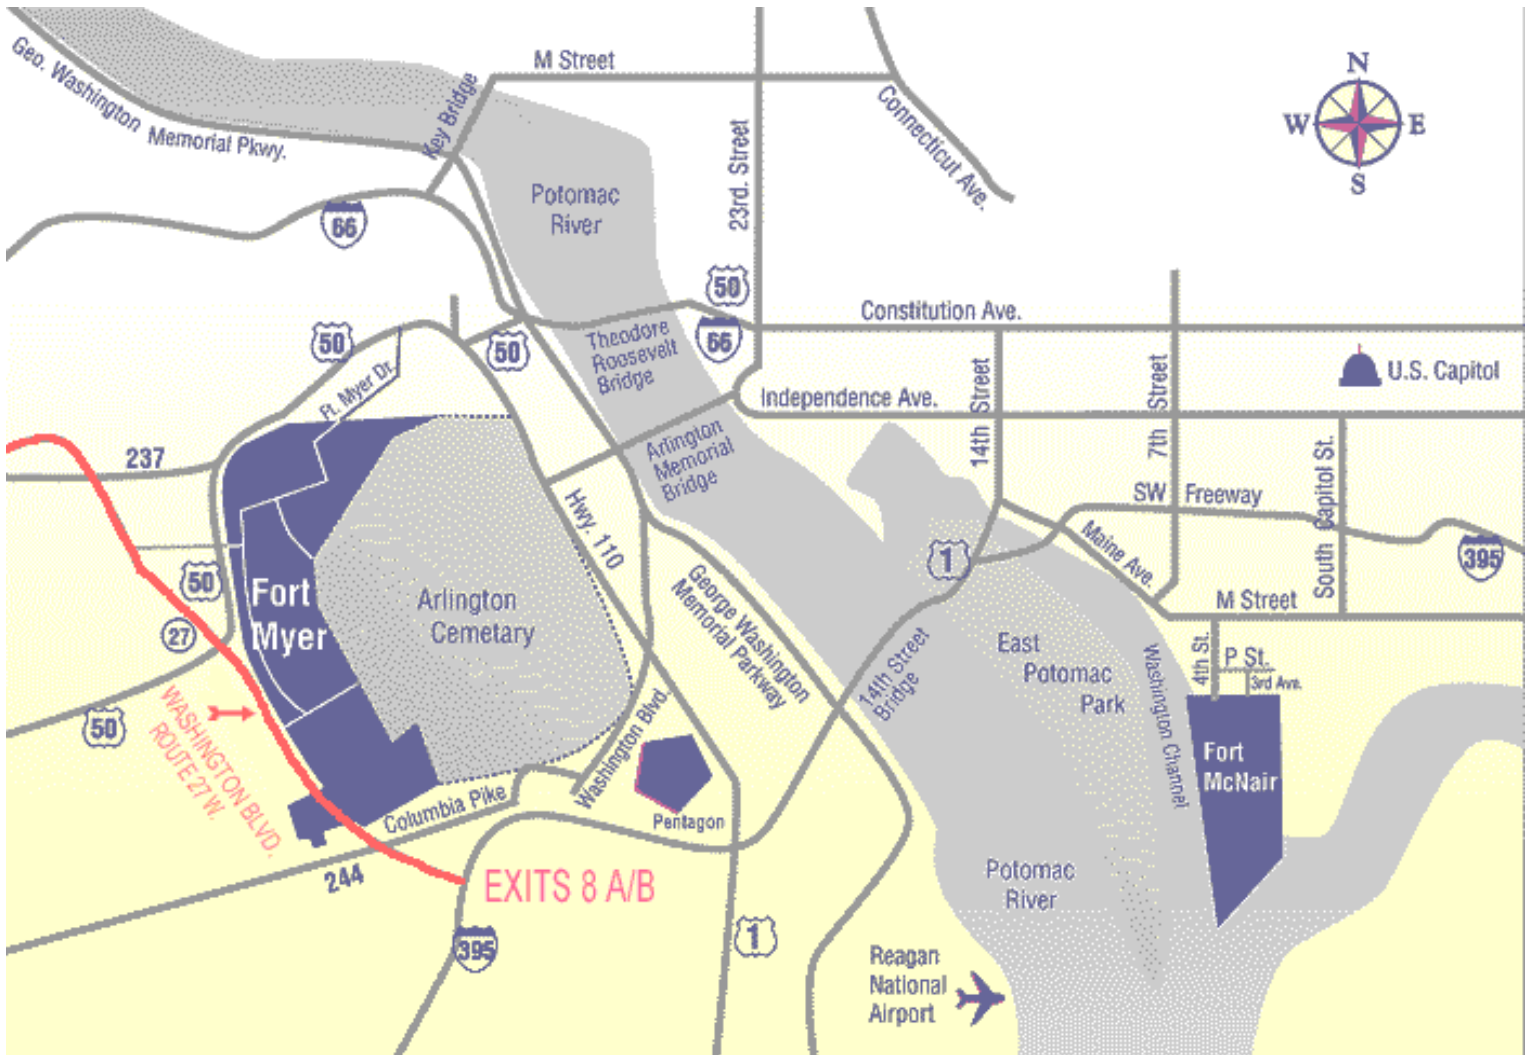 Geo. Washington
Memorial Pkwy.
Key Bridge
M Street
23rd. Street
Connecticut Ave.
N
W
E
S
Potomac
River
66
50
50
50
66
Theodore
Roosevelt
Bridge
Constitution Ave.
U.S. Capitol
Ft. Myer Dr.
Independence Ave.
14th Street
7th Street
237
Arlington
Memorial
Bridge
South Capitol St.
SW Freeway
Hwy. 110
Maine Ave.
1
395
50
Fort
Myer
Arlington
Cemetary
George Washington
Memorial Parkway
M Street
27
East
Potomac
Park
14th Street
Bridge
Washington Channel
4th St.
P St.
3rd Ave.
50
WASHINGTON BLVD.
ROUTE 27 W.
Washington Blvd.
Fort
McNair
Columbia Pike
Pentagon
244
EXITS 8 A/B
Potomac
River
395
1
Reagan
National
Airport